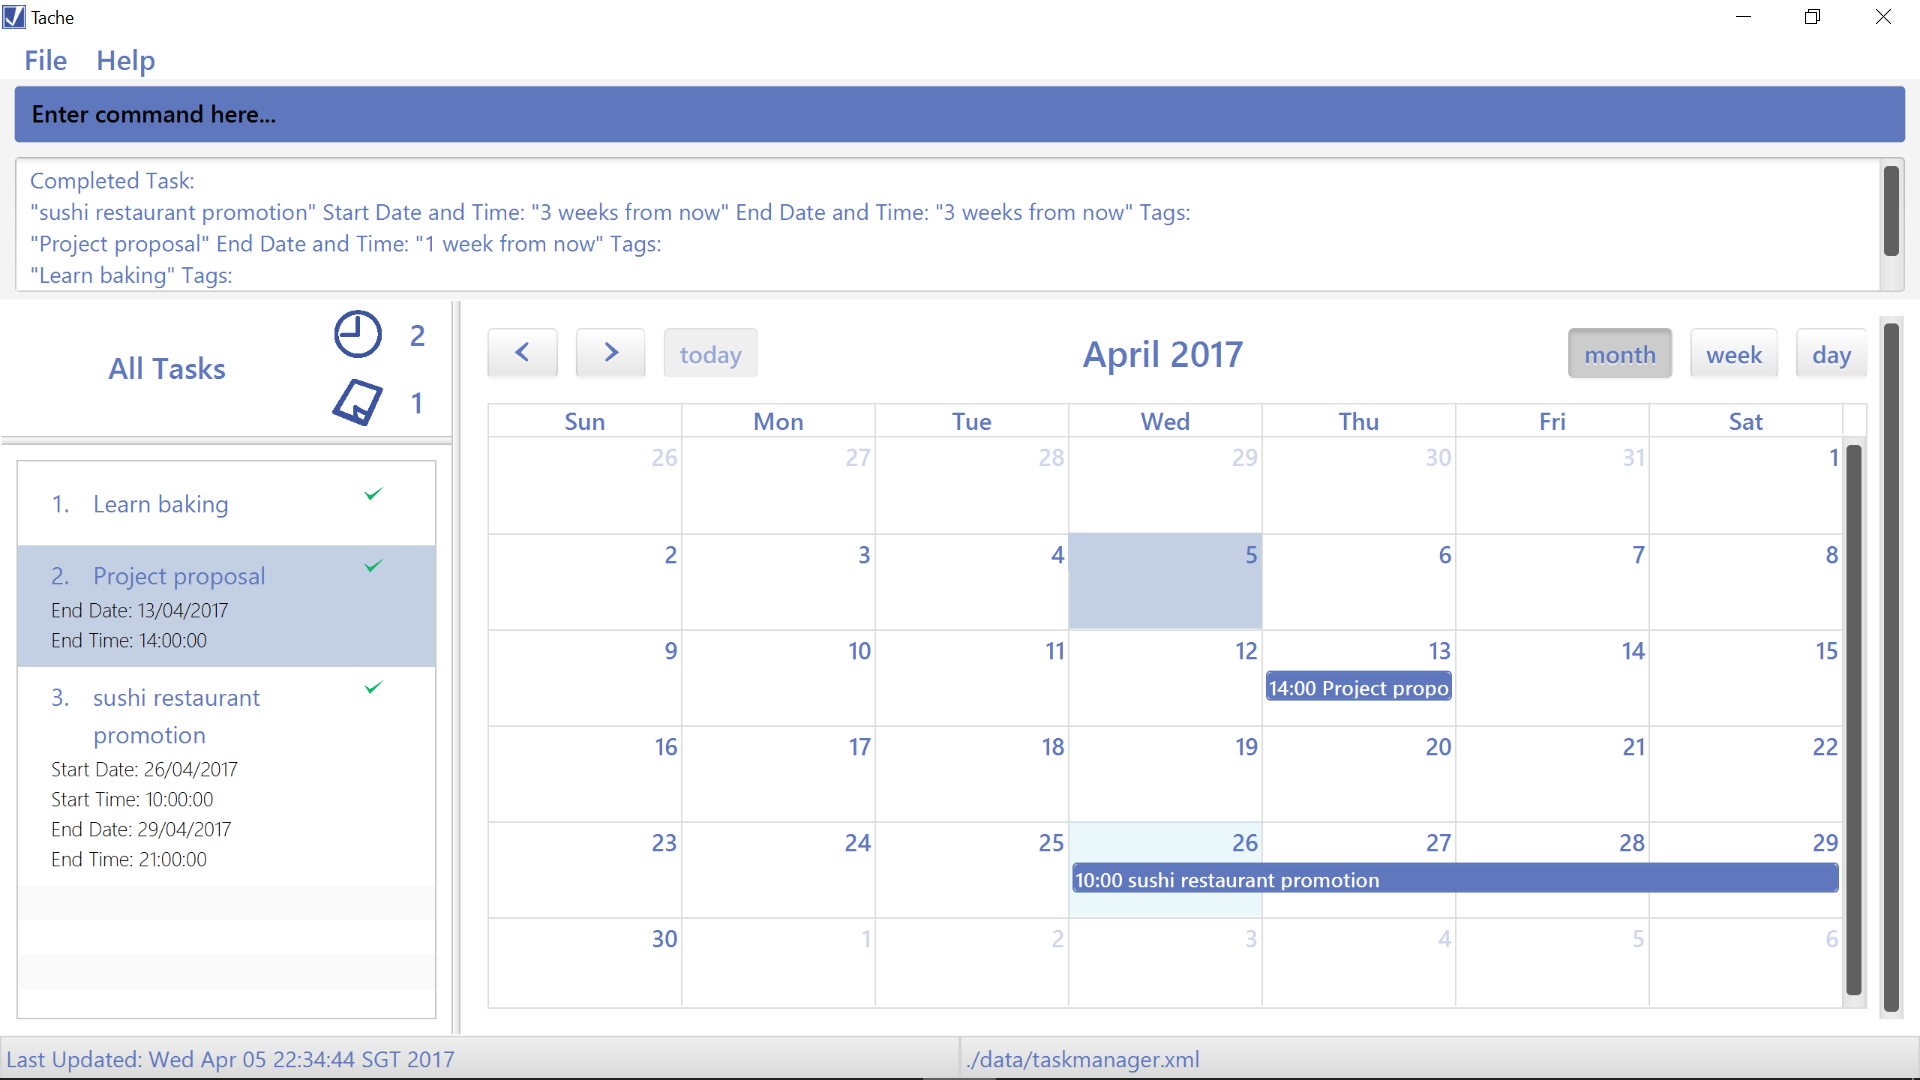 Tache
File Help
Enter command here...
Completed Task:
"sushi restaurant promotion" Start Date and Time: "3 weeks from now" End Date and Time: "3 weeks from now" Tags:
"Project proposal" End Date and Time: "1 week from now" Tags:
"Learn baking" Tags:
All Tasks
2
1
1. Learn baking
2. Project proposal
End Date: 13/04/2017
End Time: 14:00:00
3. sushi restaurant
promotion
Start Date: 26/04/2017
Start Time: 10:00:00
End Date: 29/04/2017
End Time: 21:00:00
< > today April 2017 month week day
Sun Mon Tue Wed Thu Fri Sat
26 27 28 29 30 31 1
2 3 4 5 6 7 8
9 10 11 12 13 14 15
14:00 Project propo
16 17 18 19 20 21 22
23 24 25 26 27 28 29
10:00 sushi restaurant promotion
30 1 2 3 4 5 6
Last Updated: Wed Apr 05 22:34:44 SGT 2017
./data/taskmanager.xml